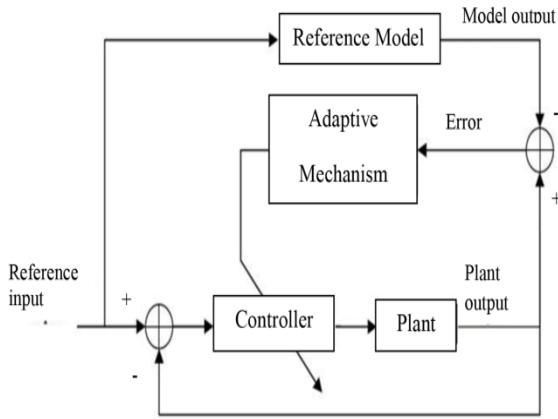 Model output
Reference Model
-
Adaptive
Mechanism
Error
+
Reference
input
+
Controller
Plant
Plant
output
-